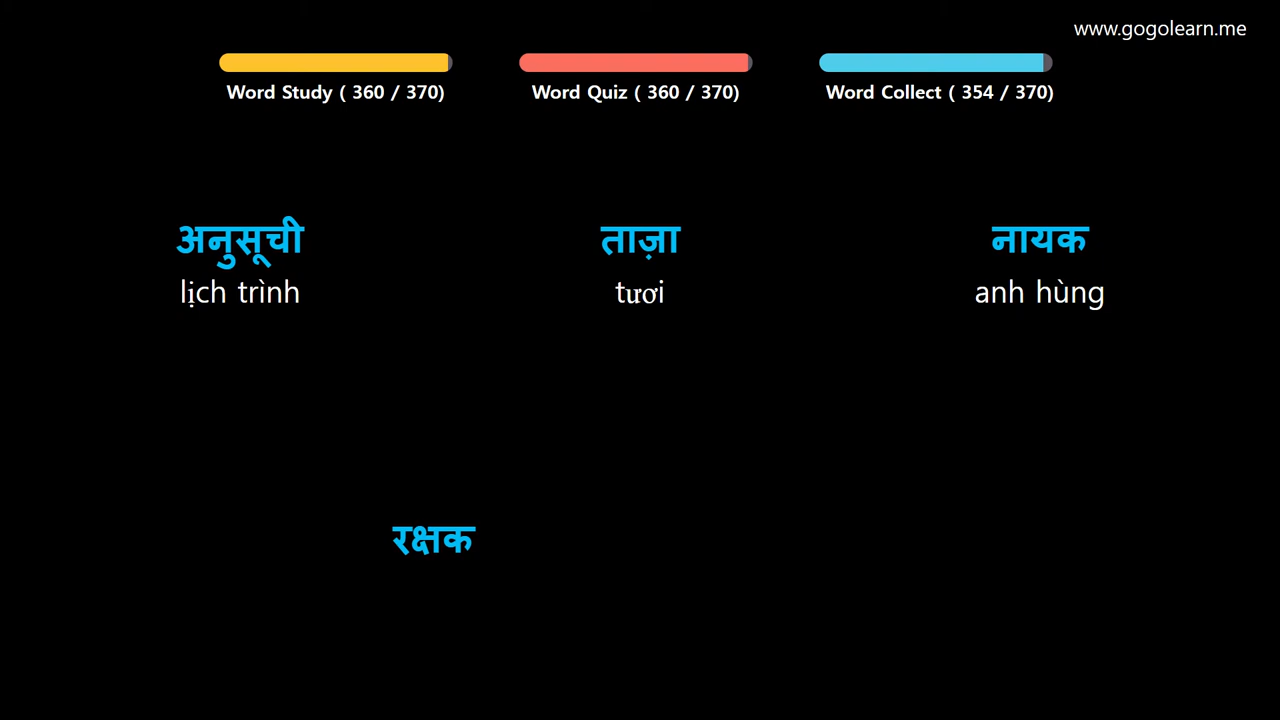 www.gogolearn.me
Word Study ( 360 / 370)
Word Quiz ( 360 / 370)
Word Collect ( 354 / 370)
अनुसूची
lịch trình
ताज़ा
tươi
नायक
anh hùng
रक्षक